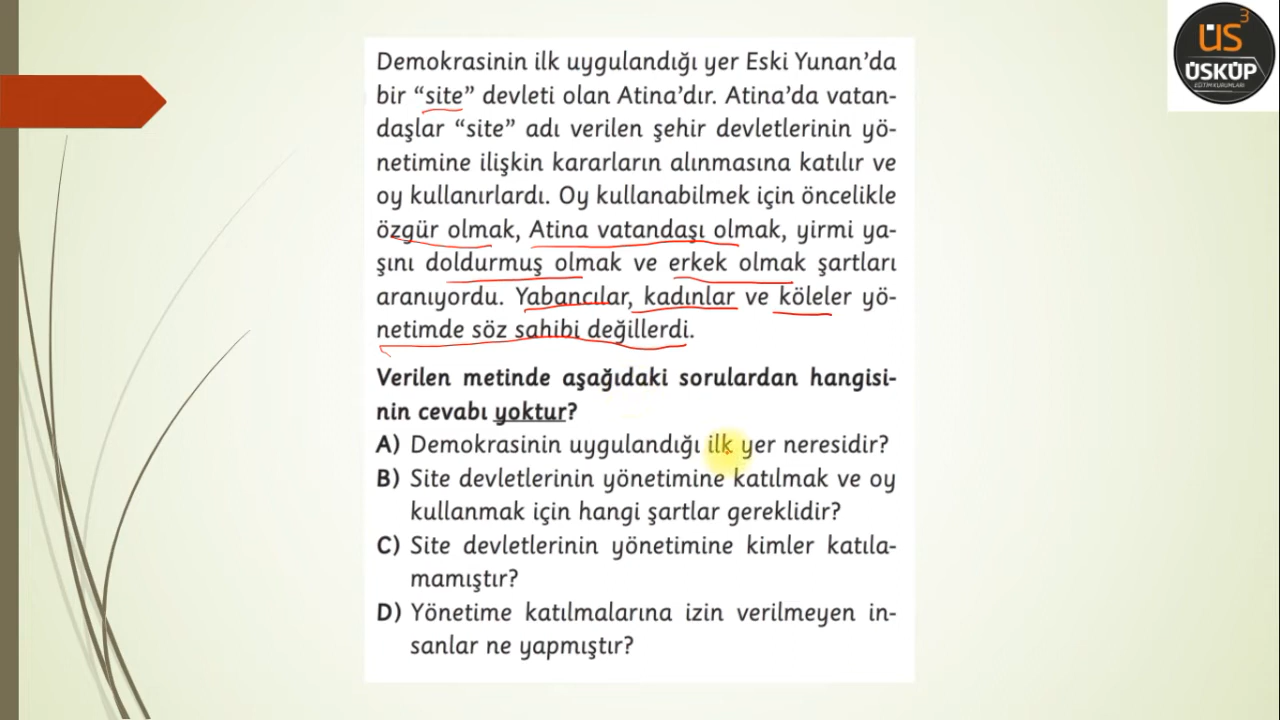 üs3
ÜSKÜP
EĞİTİM KURUMLARI
Demokrasinin ilk uygulandığı yer Eski Yunan’da
bir “site” devleti olan Atina’dır. Atina’da vatan-
daşlar “site” adı verilen şehir devletlerinin yö-
netimine ilişkin kararların alınmasına katılır ve
oy kullanırlardı. Oy kullanabilmek için öncelikle
özgür olmak, Atina vatandaşı olmak, yirmi ya-
şını doldurmuş olmak ve erkek olmak şartları
aranıyordu. Yabancılar, kadınlar ve köleler yö-
netimde söz sahibi değillerdi.
Verilen metinde aşağıdaki sorulardan hangisi-
nin cevabı yoktur?
A) Demokrasinin uygulandığı ilk yer neresidir?
B) Site devletlerinin yönetimine katılmak ve oy
kullanmak için hangi şartlar gereklidir?
C) Site devletlerinin yönetimine kimler katıla-
mamıştır?
D) Yönetime katılmalarına izin verilmeyen in-
sanlar ne yapmıştır?